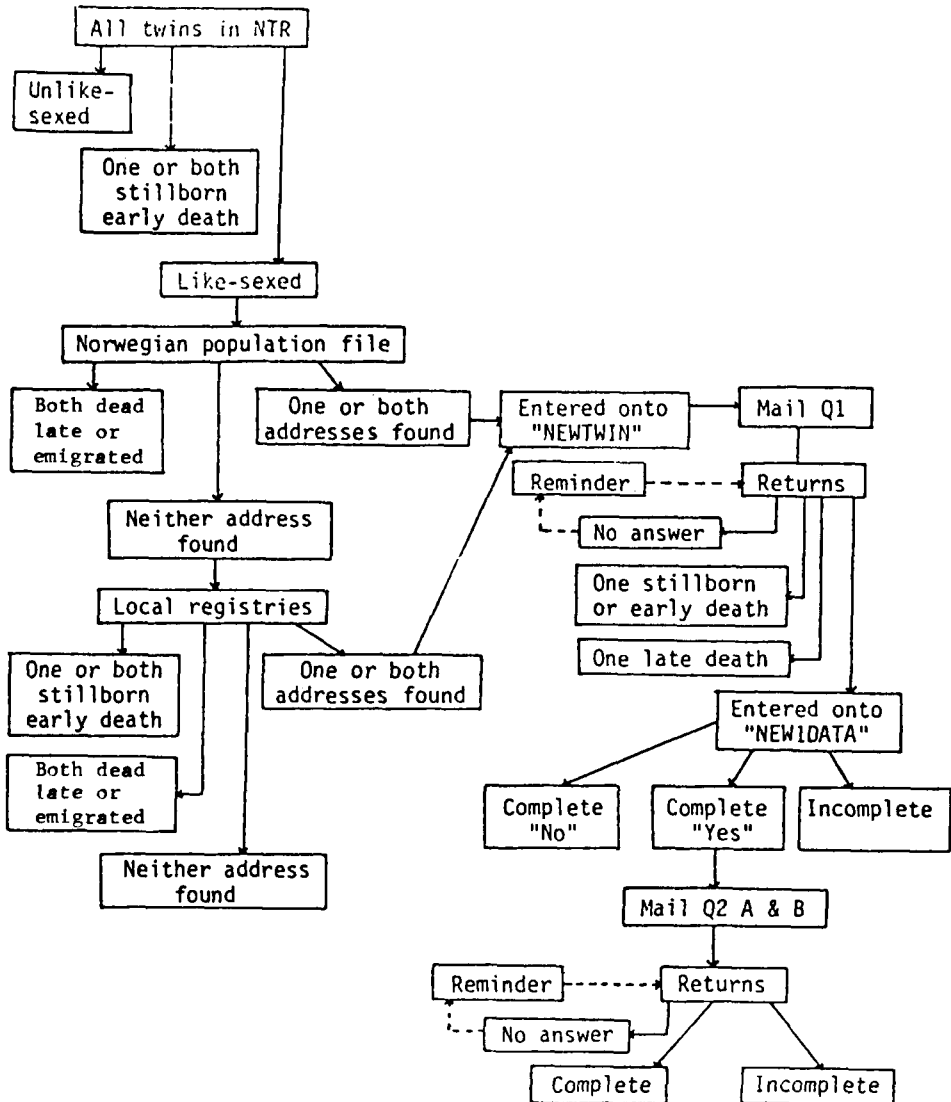 All twins in NTR
Unlike-
sexed
One or both
stillborn
early death
Like-sexed
Norwegian population file
Both dead
late or
emigrated
One or both
addresses found
Entered onto
"NEWTWIN"
Mail Q1
Reminder
Returns
No answer
Neither address
found
One stillborn
or early death
Local registries
One late death
One or both
stillborn
early death
One or both
addresses found
Entered onto
"NEW1DATA"
Both dead
late or
emigrated
Complete
"No"
Complete
"Yes"
Incomplete
Neither address
found
Mail Q2 A & B
Reminder
Returns
No answer
Complete
Incomplete